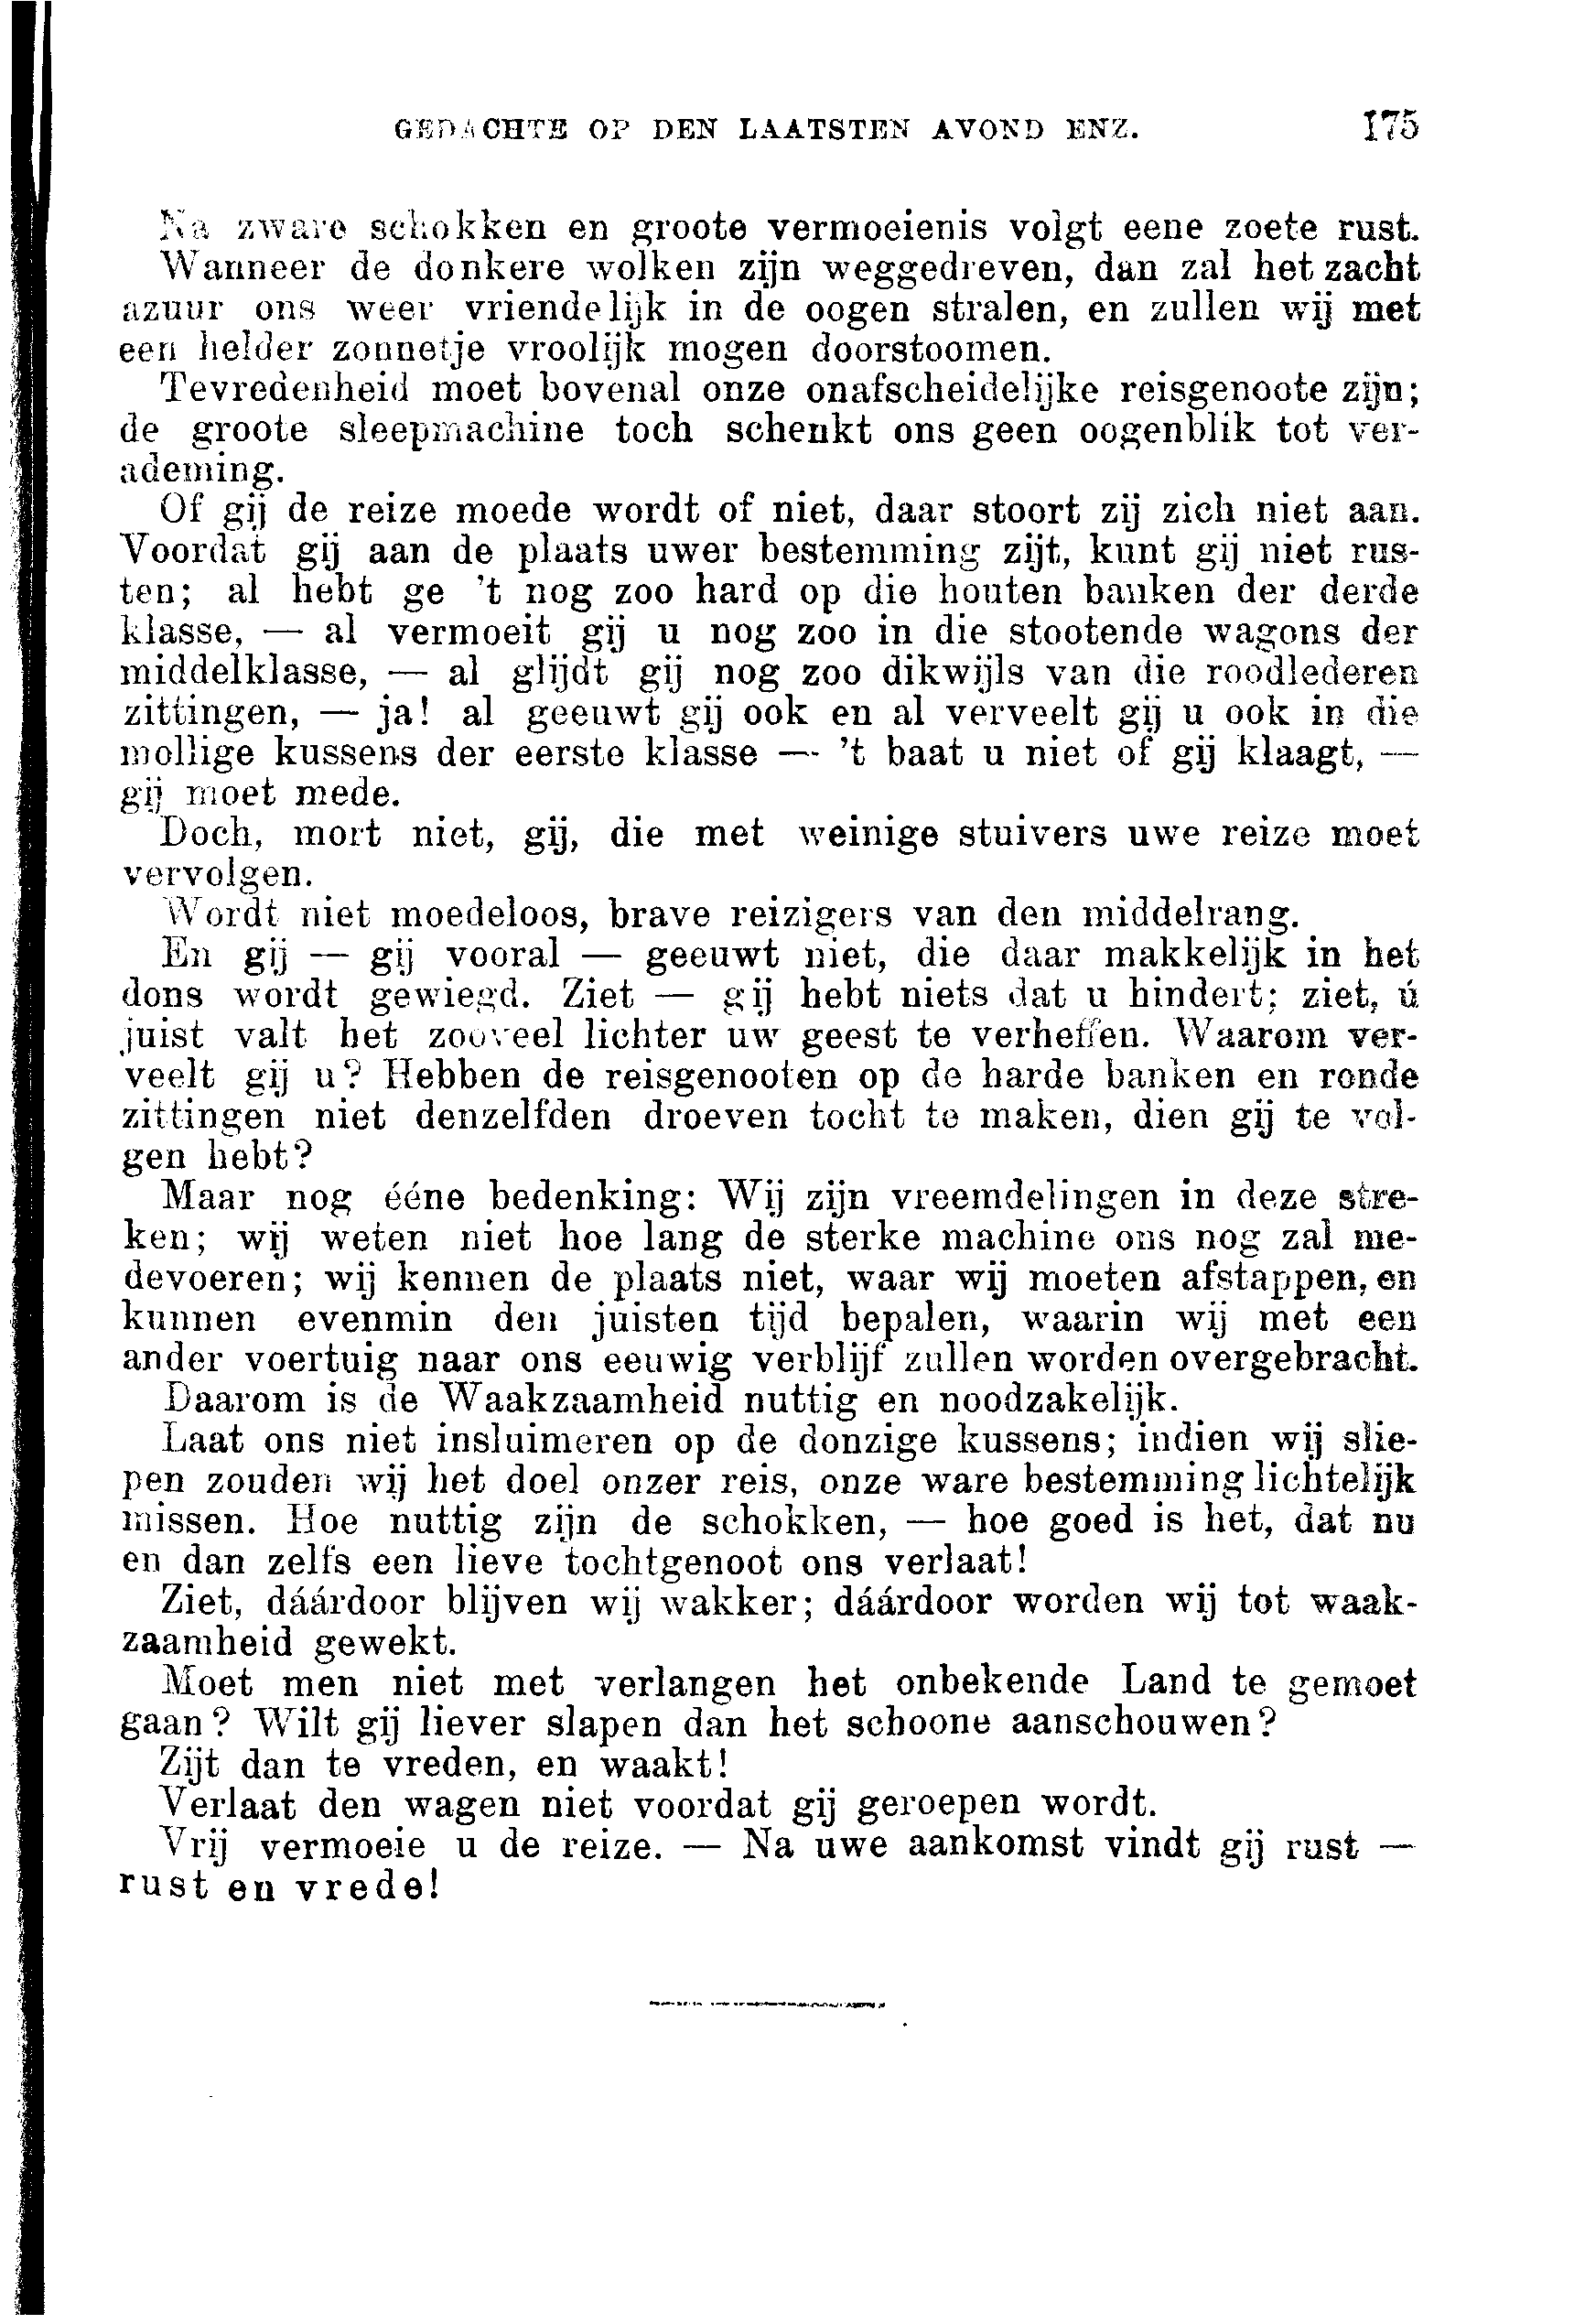 GEDACHTE OP DEN LAATSTEN AVOND ENZ. 175
Na zware schokken en groote vermoeienis volgt eene zoete rust.
Wanneer de donkere wolken zijn weggedreven, dan zal het zacht
azuur ons weer vriendelijk in de oogen stralen, en zullen wij met
een helder zonnetje vroolijk mogen doorstoomen.
Tevredenheid moet bovenal onze onafscheidelijke reisgenoote zijn;
de groote sleepmachine toch schenkt ons geen oogenblik tot ver-
ademing.
Of gij de reize moede wordt of niet, daar stoort zij zich niet aan.
Voordat gij aan de plaats uwer bestemming zijt, kunt gij niet rus-
ten; al hebt ge 't nog zoo hard op die houten banken der derde
klasse, — al vermoeit gij u nog zoo in die stootende wagons der
middelklasse, — al glijdt gij nog zoo dikwijls van die roodlederen
zittingen, — ja! al geeuwt gij ook en al verveelt gij u ook in die
mollige kussens der eerste klasse — 't baat u niet of gij klaagt, —
gij moet mede.
Doch, mort niet, gij, die met weinige stuivers uwe reize moet
vervolgen.
Wordt niet moedeloos, brave reizigers van den middelrang.
En gij — gij vooral — geeuwt niet, die daar makkelijk in het
dons wordt gewiegd. Ziet — gij hebt niets dat u hindert; ziet, ú
juist valt het zooveel lichter uw geest te verheffen. Waarom ver-
veelt gij u? Hebben de reisgenooten op de harde banken en ronde
zittingen niet denzelfden droeven tocht te maken, dien gij te vol-
gen hebt?
Maar nog ééne bedenking: Wij zijn vreemdelingen in deze stre-
ken; wij weten niet hoe lang de sterke machine ons nog zal me-
devoeren; wij kennen de plaats niet, waar wij moeten afstappen, en
kunnen evenmin den juisten tijd bepalen, waarin wij met een
ander voertuig naar ons eeuwig verblijf zullen worden overgebracht.
Daarom is de Waakzaamheid nuttig en noodzakelijk.
Laat ons niet insluimeren op de donzige kussens; indien wij slie-
pen zouden wij het doel onzer reis, onze ware bestemming lichtelijk
missen. Hoe nuttig zijn de schokken, — hoe goed is het, dat nu
en dan zelfs een lieve tochtgenoot ons verlaat!
Ziet, dáárdoor blijven wij wakker; dáárdoor worden wij tot waak-
zaamheid gewekt.
Moet men niet met verlangen het onbekende Land te gemoet
gaan? Wilt gij liever slapen dan het schoone aanschouwen?
Zijt dan te vreden, en waakt!
Verlaat den wagen niet voordat gij geroepen wordt.
Vrij vermoeie u de reize. — Na uwe aankomst vindt gij rust —
rust en vrede!